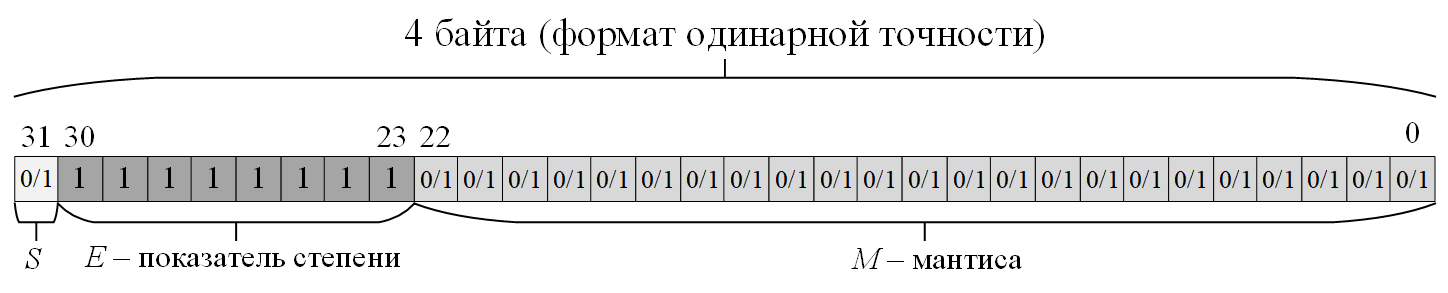 4 байта (формат одинарной точности)
31 30 23 22 0
0/1 1 1 1 1 1 1 1 1 0/1 0/1 0/1 0/1 0/1 0/1 0/1 0/1 0/1 0/1 0/1 0/1 0/1 0/1 0/1 0/1 0/1 0/1 0/1 0/1 0/1 0/1 0/1
S E – показатель степени M – мантиса